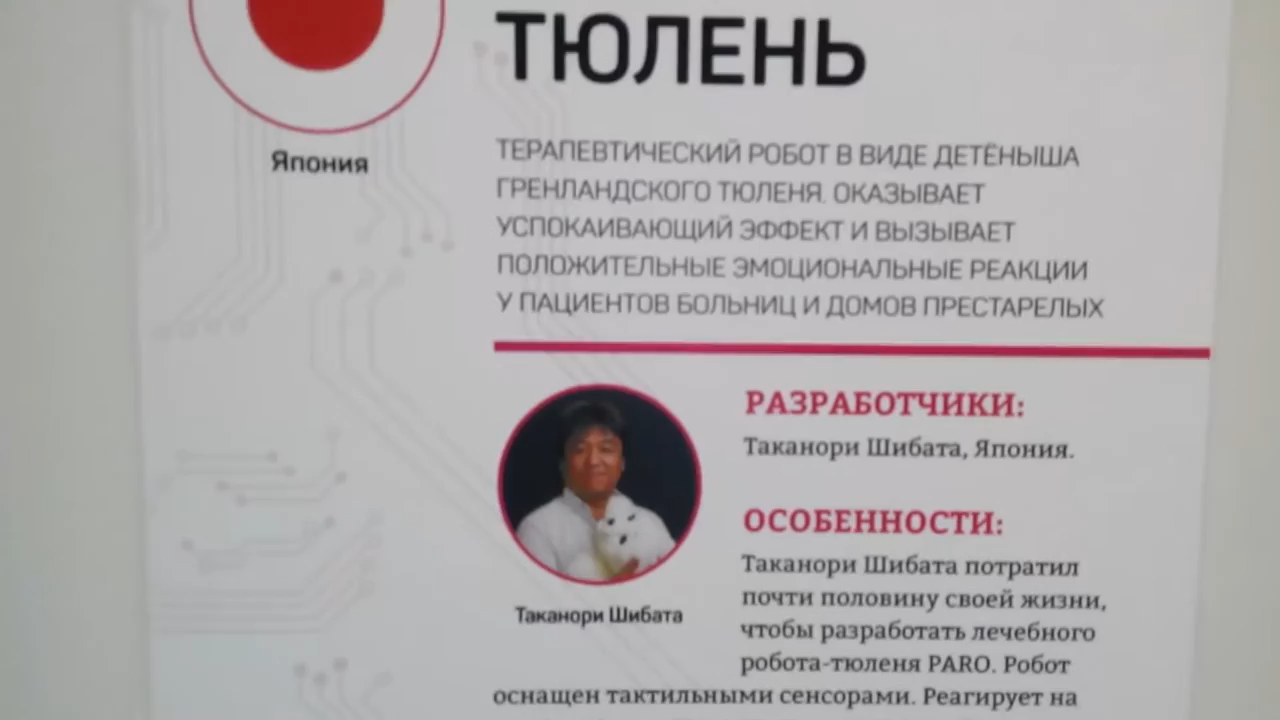 ТЮЛЕНЬ
Япония
ТЕРАПЕВТИЧЕСКИЙ РОБОТ В ВИДЕ ДЕТЁНЫША
ГРЕНЛАНДСКОГО ТЮЛЕНЯ. ОКАЗЫВАЕТ
УСПОКАИВАЮЩИЙ ЭФФЕКТ И ВЫЗЫВАЕТ
ПОЛОЖИТЕЛЬНЫЕ ЭМОЦИОНАЛЬНЫЕ РЕАКЦИИ
У ПАЦИЕНТОВ БОЛЬНИЦ И ДОМОВ ПРЕСТАРЕЛЫХ
РАЗРАБОТЧИКИ:
Таканори Шибата, Япония.
Таканори Шибата
ОСОБЕННОСТИ:
Таканори Шибата потратил
почти половину своей жизни,
чтобы разработать лечебного
робота-тюленя PARO. Робот
оснащен тактильными сенсорами. Реагирует на